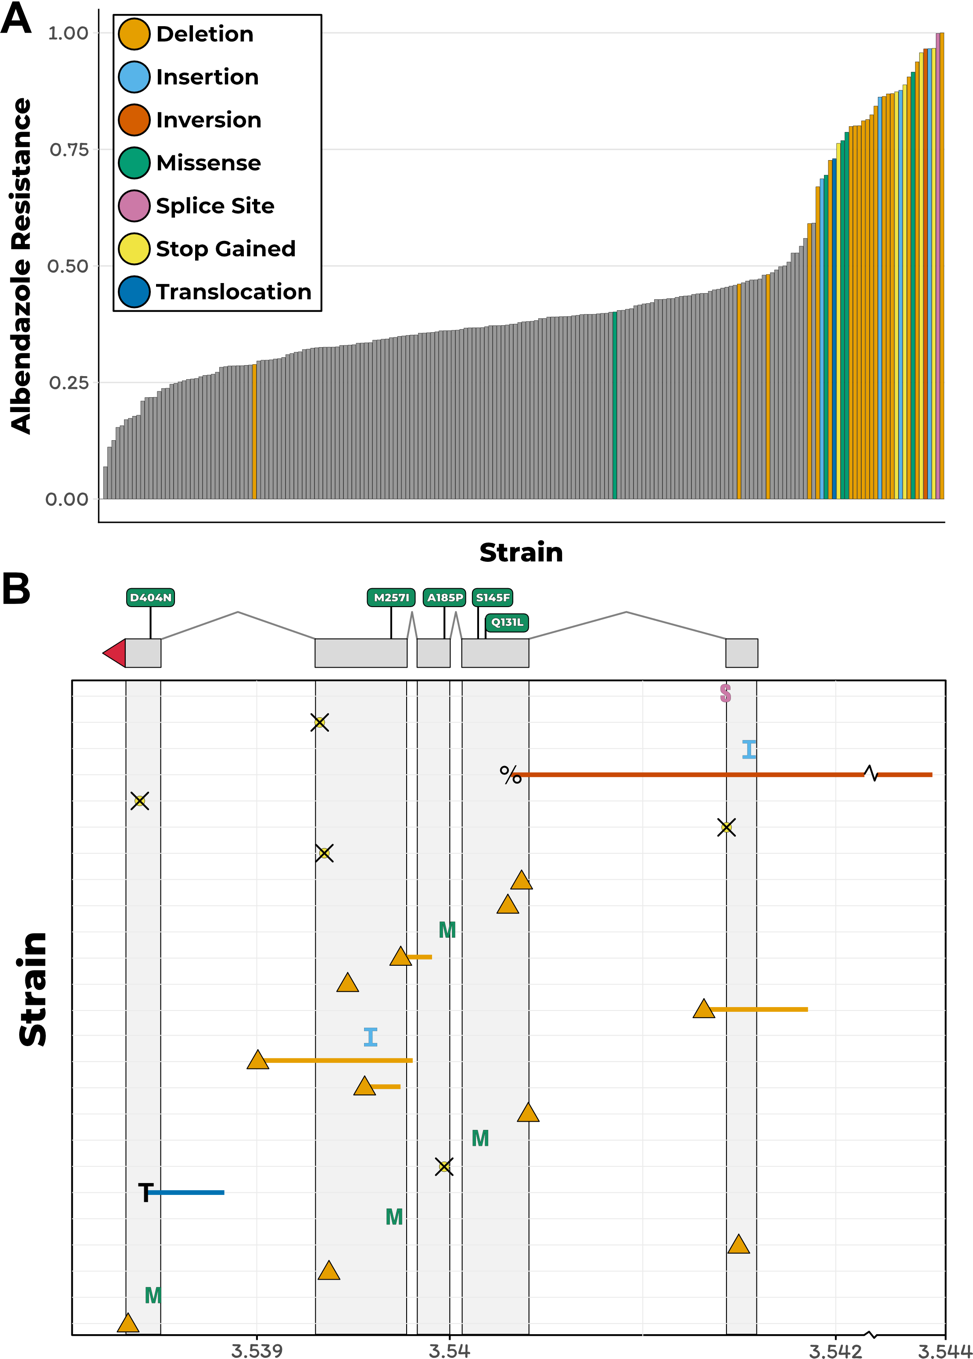 A
1.00
0.75
0.50
0.25
0.00
Albendazole Resistance
Deletion
Insertion
Inversion
Missense
Splice Site
Stop Gained
Translocation
Strain
B
D404N
M257I
A185P
S145F
Q131L
S
I
M
I
M
T
M
M
Strain
3.539
3.54
3.542
3.544